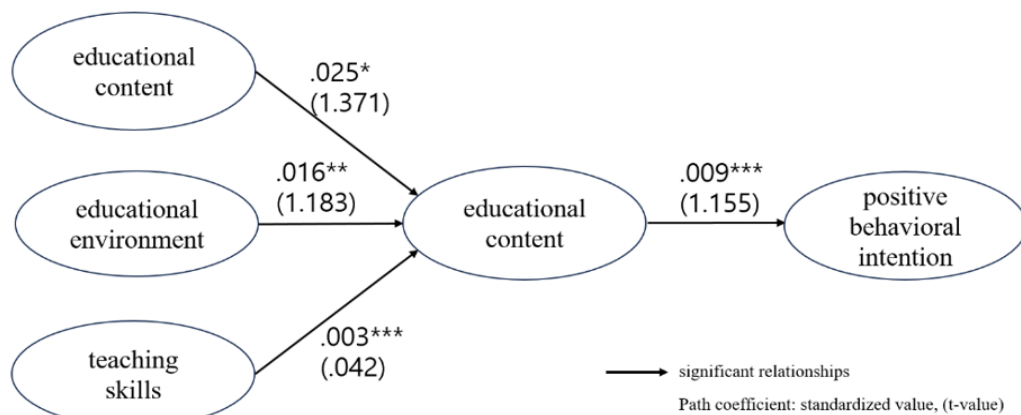 educational
content
.025*
(1.371)
educational
environment
.016**
(1.183)
educational
content
.009***
(1.155)
positive
behavioral
intention
teaching
skills
.003***
(.042)
significant relationships
Path coefficient: standardized value, (t-value)